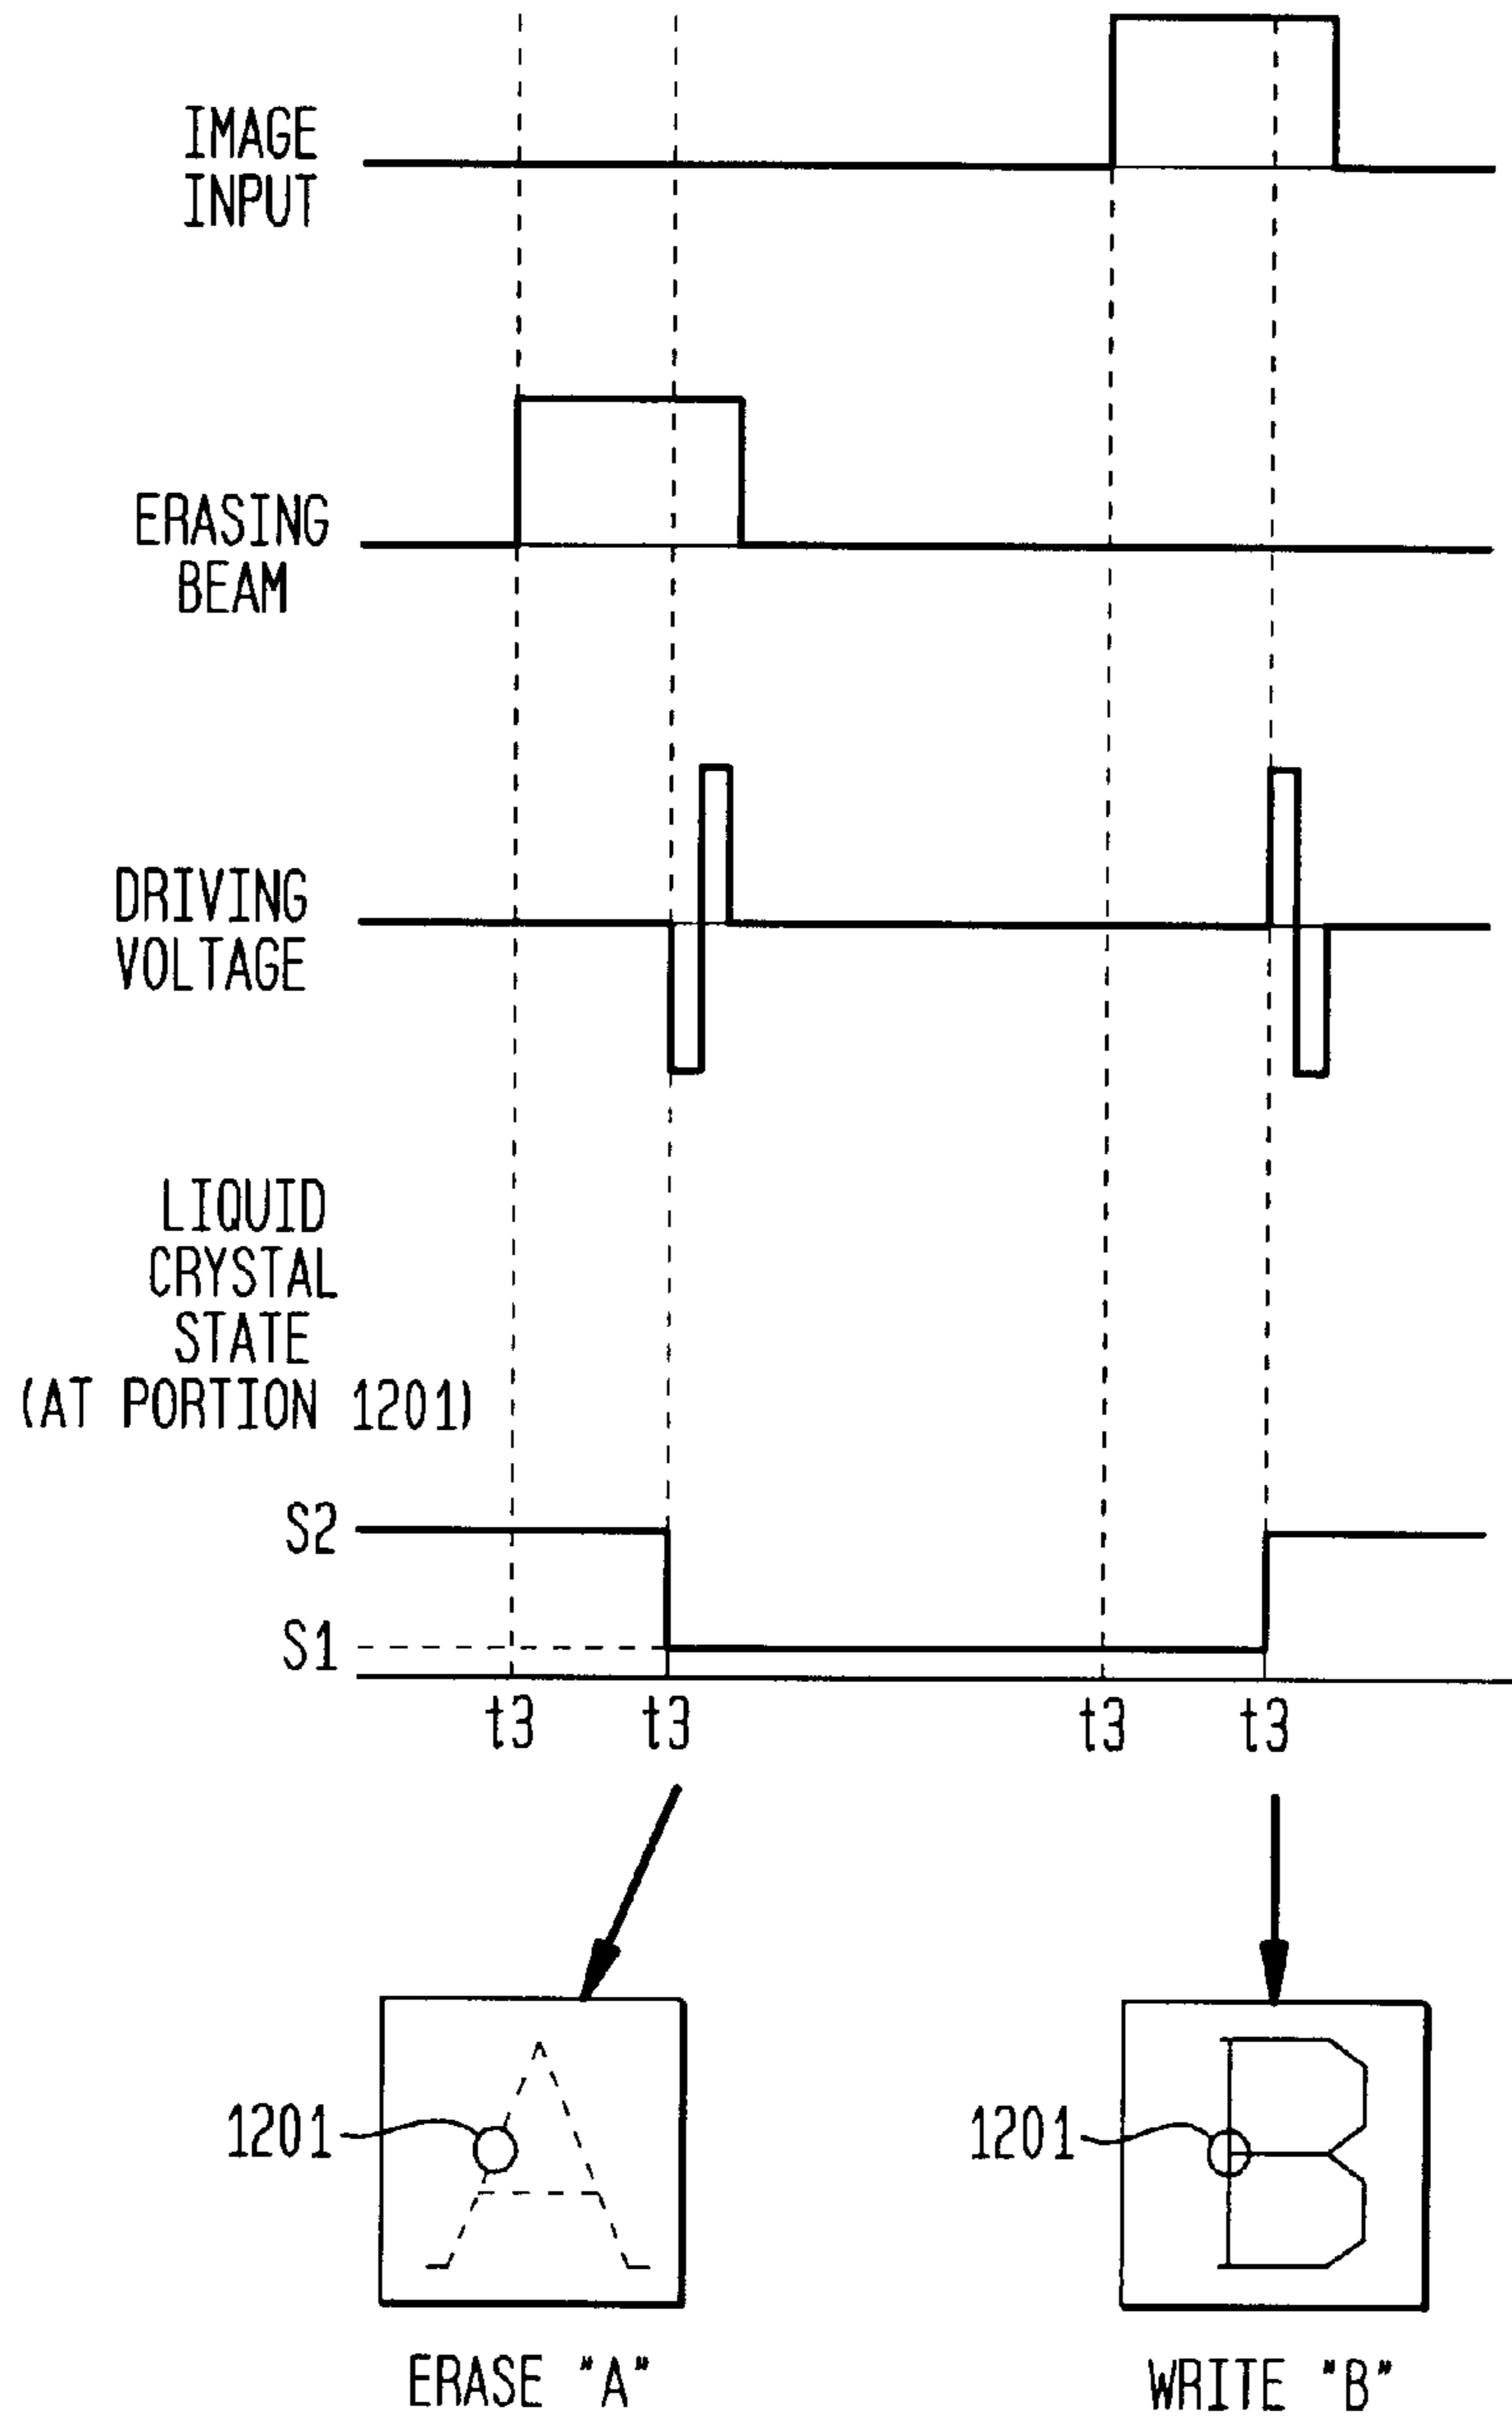 IMAGE
INPUT
ERASING
BEAM
DRIVING
VOLTAGE
LIQUID
CRYSTAL
STATE
(AT PORTION 1201)
S2
S1
t3 t3 t3 t3
1201 1201
A B
ERASE "A" WRITE "B"